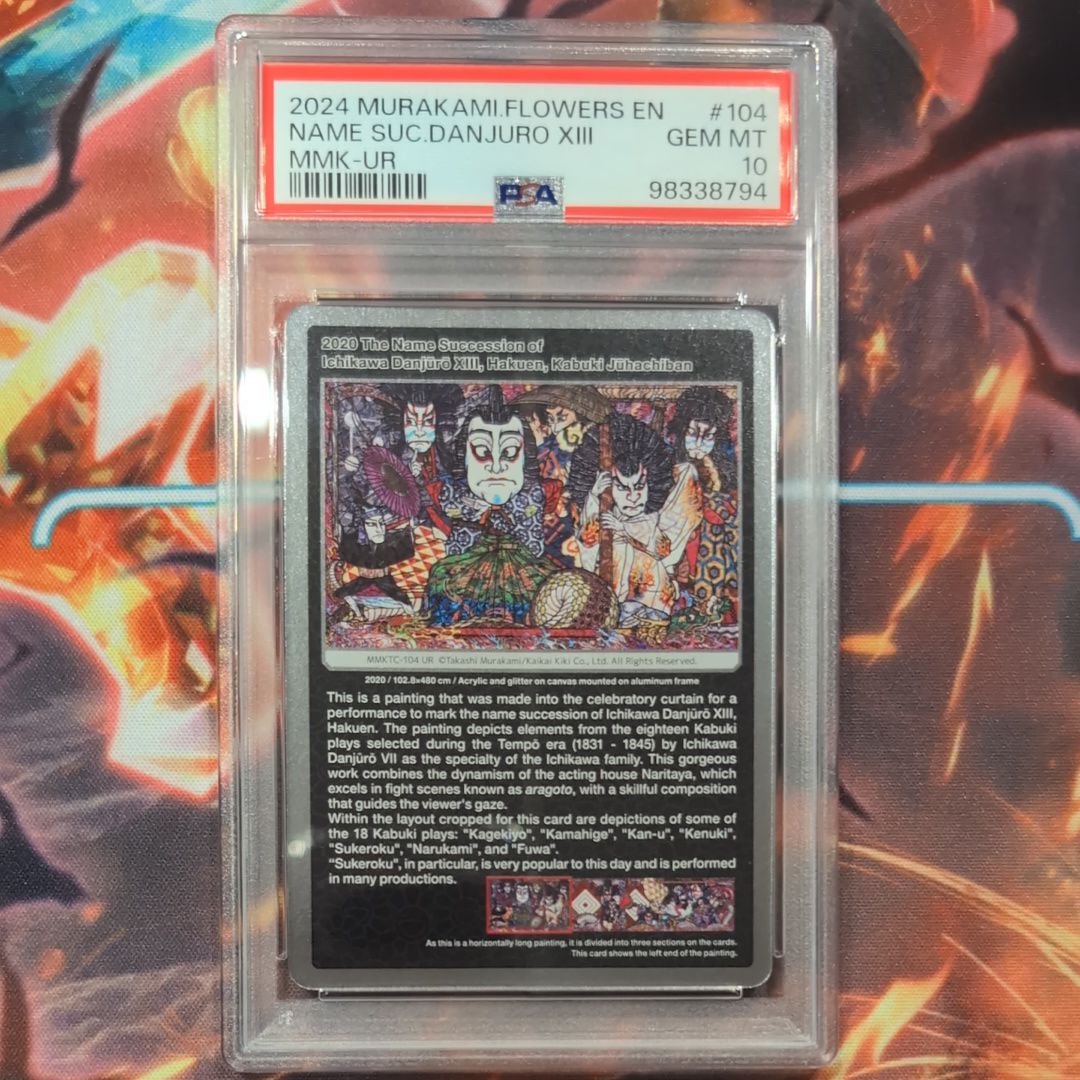 2024 MURAKAMI.FLOWERS EN #104
NAME SUC.DANJURO XIII GEM MT
MMK-UR 10
PSA 98338794
2020 The Name Succession of
Ichikawa Danjūrō XIII, Hakuen, Kabuki Jūhachiban
MMKTC-104 UR ©Takashi Murakami/Kaikai Kiki Co., Ltd. All Rights Reserved.
2020 / 102.8×480 cm / Acrylic and glitter on canvas mounted on aluminum frame
This is a painting that was made into the celebratory curtain for a
performance to mark the name succession of Ichikawa Danjūrō XIII,
Hakuen. The painting depicts elements from the eighteen Kabuki
plays selected during the Tempō era (1831 - 1845) by Ichikawa
Danjūrō VII as the specialty of the Ichikawa family. This gorgeous
work combines the dynamism of the acting house Naritaya, which
excels in fight scenes known as aragoto, with a skillful composition
that guides the viewer's gaze.
Within the layout cropped for this card are depictions of some of
the 18 Kabuki plays: "Kagekiyo", "Kamahige", "Kan-u", "Kenuki",
"Sukeroku", "Narukami", and "Fuwa".
"Sukeroku", in particular, is very popular to this day and is performed
in many productions.
As this is a horizontally long painting, it is divided into three sections on the cards.
This card shows the left end of the painting.